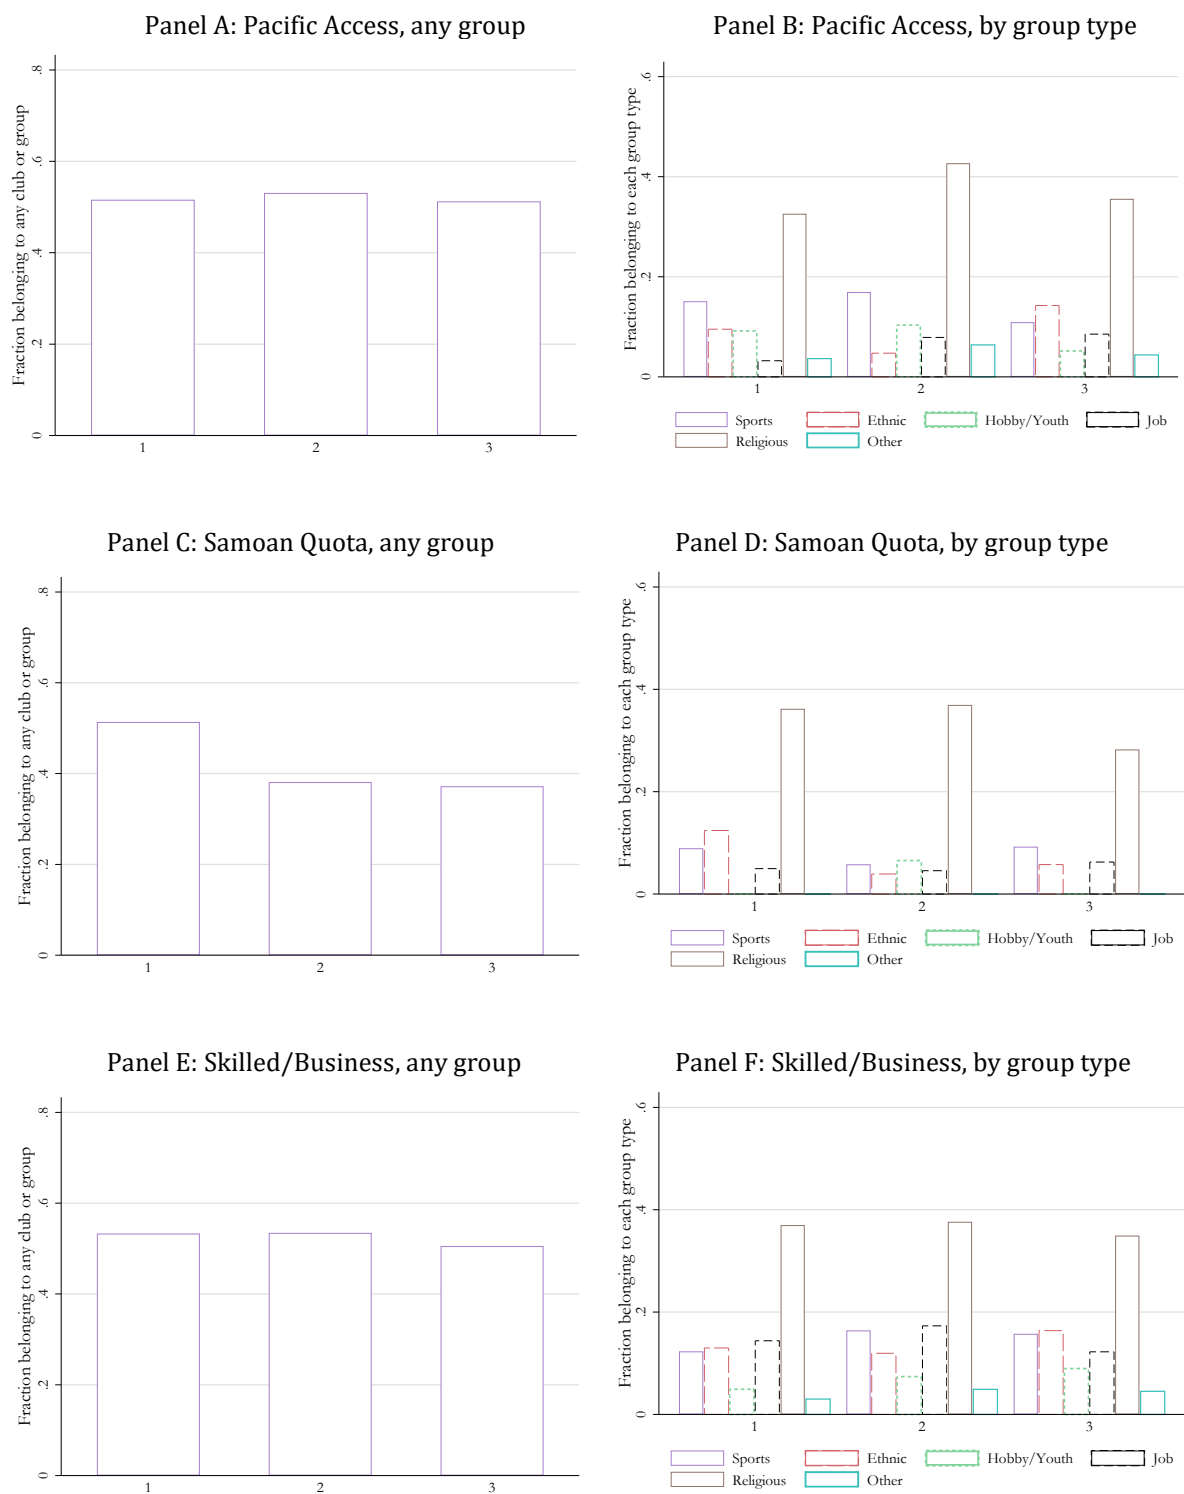 Panel A: Pacific Access, any group
Fraction belonging to any club or group
.8
.6
.4
.2
0
1 2 3
Panel B: Pacific Access, by group type
Fraction belonging to each group type
.6
.4
.2
0
1 2 3
Sports Ethnic Hobby/Youth Job
Religious Other
Panel C: Samoan Quota, any group
Fraction belonging to any club or group
.8
.6
.4
.2
0
1 2 3
Panel D: Samoan Quota, by group type
Fraction belonging to each group type
.6
.4
.2
0
1 2 3
Sports Ethnic Hobby/Youth Job
Religious Other
Panel E: Skilled/Business, any group
Fraction belonging to any club or group
.8
.6
.4
.2
0
1 2 3
Panel F: Skilled/Business, by group type
Fraction belonging to each group type
.6
.4
.2
0
1 2 3
Sports Ethnic Hobby/Youth Job
Religious Other